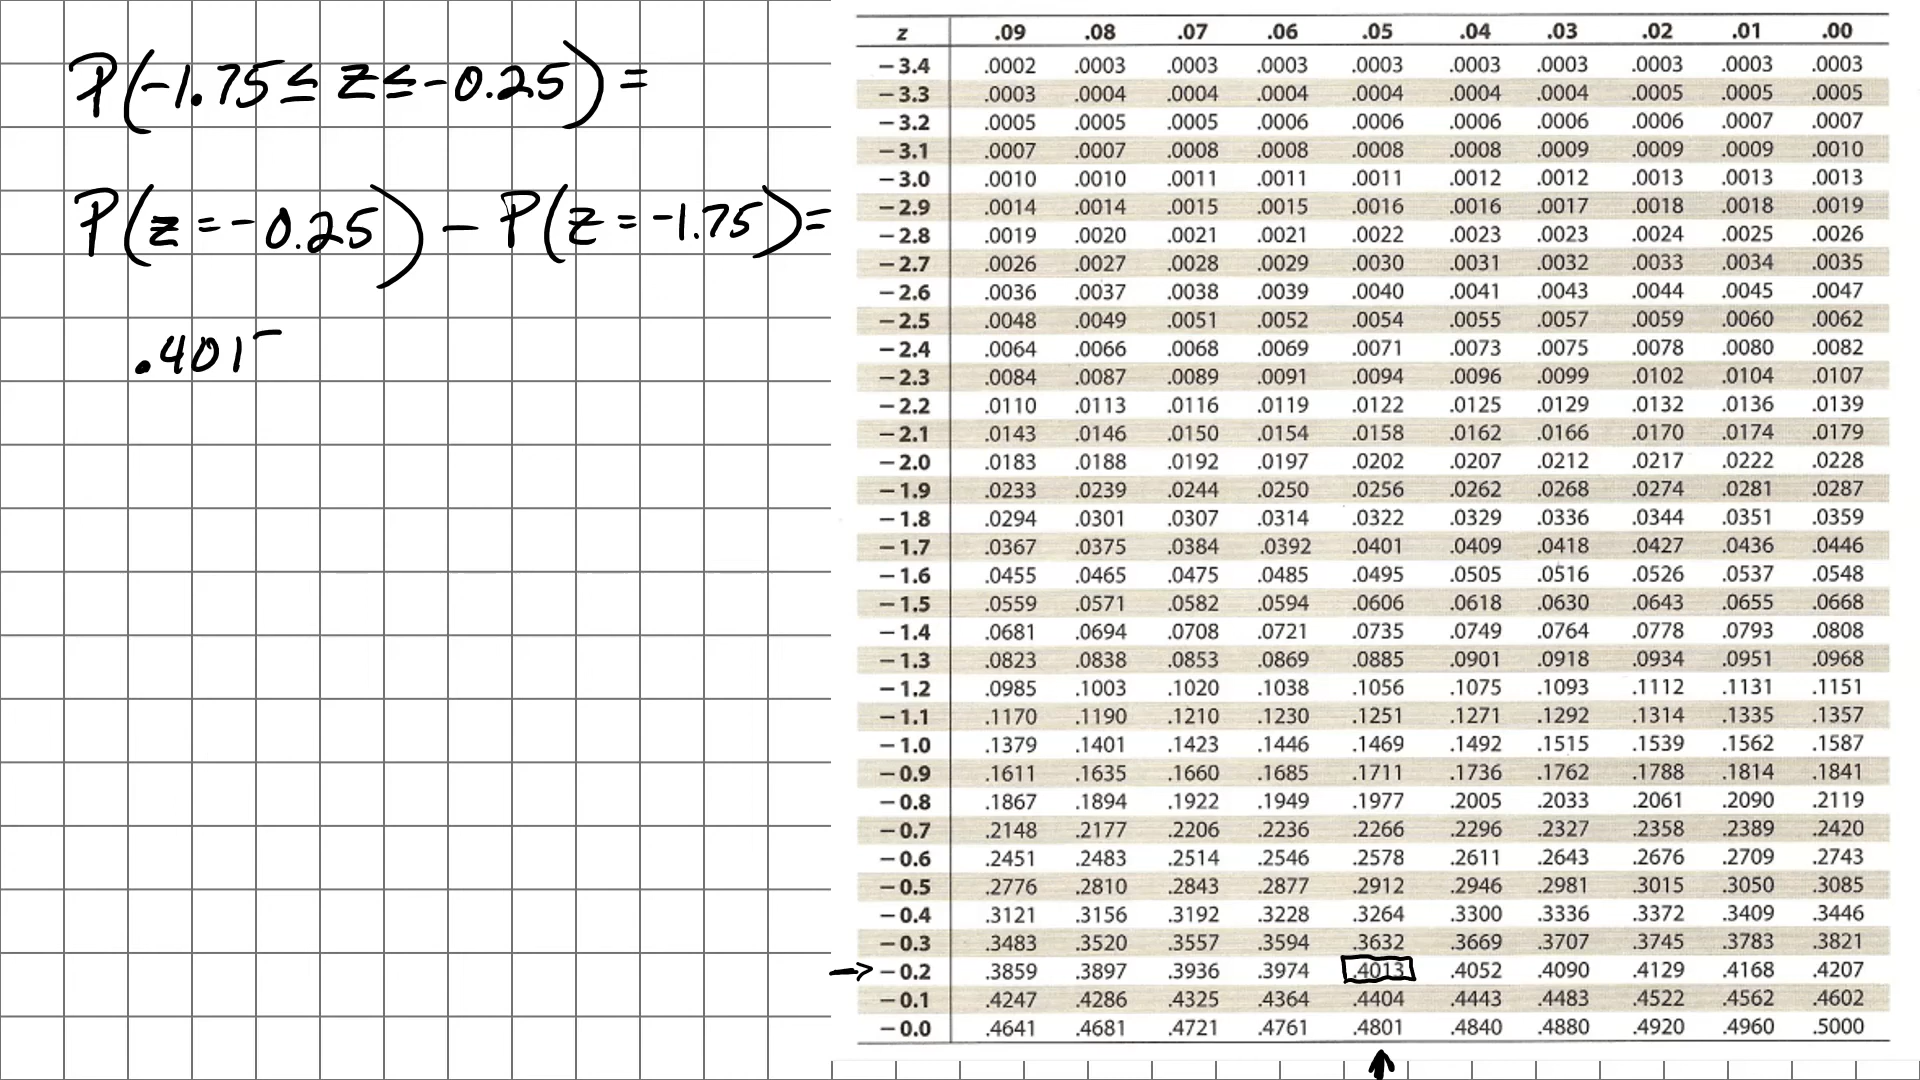 P(-1.75 ≤ z ≤ -0.25) =
P(z = -0.25) - P(z = -1.75) =
.401
z .09 .08 .07 .06 .05 .04 .03 .02 .01 .00
−3.4 .0002 .0003 .0003 .0003 .0003 .0003 .0003 .0003 .0003 .0003
−3.3 .0003 .0004 .0004 .0004 .0004 .0004 .0004 .0005 .0005 .0005
−3.2 .0005 .0005 .0005 .0006 .0006 .0006 .0006 .0006 .0007 .0007
−3.1 .0007 .0007 .0008 .0008 .0008 .0008 .0009 .0009 .0009 .0010
−3.0 .0010 .0010 .0011 .0011 .0011 .0012 .0012 .0013 .0013 .0013
−2.9 .0014 .0014 .0015 .0015 .0016 .0016 .0017 .0018 .0018 .0019
−2.8 .0019 .0020 .0021 .0021 .0022 .0023 .0023 .0024 .0025 .0026
−2.7 .0026 .0027 .0028 .0029 .0030 .0031 .0032 .0033 .0034 .0035
−2.6 .0036 .0037 .0038 .0039 .0040 .0041 .0043 .0044 .0045 .0047
−2.5 .0048 .0049 .0051 .0052 .0054 .0055 .0057 .0059 .0060 .0062
−2.4 .0064 .0066 .0068 .0069 .0071 .0073 .0075 .0078 .0080 .0082
−2.3 .0084 .0087 .0089 .0091 .0094 .0096 .0099 .0102 .0104 .0107
−2.2 .0110 .0113 .0116 .0119 .0122 .0125 .0129 .0132 .0136 .0139
−2.1 .0143 .0146 .0150 .0154 .0158 .0162 .0166 .0170 .0174 .0179
−2.0 .0183 .0188 .0192 .0197 .0202 .0207 .0212 .0217 .0222 .0228
−1.9 .0233 .0239 .0244 .0250 .0256 .0262 .0268 .0274 .0281 .0287
−1.8 .0294 .0301 .0307 .0314 .0322 .0329 .0336 .0344 .0351 .0359
−1.7 .0367 .0375 .0384 .0392 .0401 .0409 .0418 .0427 .0436 .0446
−1.6 .0455 .0465 .0475 .0485 .0495 .0505 .0516 .0526 .0537 .0548
−1.5 .0559 .0571 .0582 .0594 .0606 .0618 .0630 .0643 .0655 .0668
−1.4 .0681 .0694 .0708 .0721 .0735 .0749 .0764 .0778 .0793 .0808
−1.3 .0823 .0838 .0853 .0869 .0885 .0901 .0918 .0934 .0951 .0968
−1.2 .0985 .1003 .1020 .1038 .1056 .1075 .1093 .1112 .1131 .1151
−1.1 .1170 .1190 .1210 .1230 .1251 .1271 .1292 .1314 .1335 .1357
−1.0 .1379 .1401 .1423 .1446 .1469 .1492 .1515 .1539 .1562 .1587
−0.9 .1611 .1635 .1660 .1685 .1711 .1736 .1762 .1788 .1814 .1841
−0.8 .1867 .1894 .1922 .1949 .1977 .2005 .2033 .2061 .2090 .2119
−0.7 .2148 .2177 .2206 .2236 .2266 .2296 .2327 .2358 .2389 .2420
−0.6 .2451 .2483 .2514 .2546 .2578 .2611 .2643 .2676 .2709 .2743
−0.5 .2776 .2810 .2843 .2877 .2912 .2946 .2981 .3015 .3050 .3085
−0.4 .3121 .3156 .3192 .3228 .3264 .3300 .3336 .3372 .3409 .3446
−0.3 .3483 .3520 .3557 .3594 .3632 .3669 .3707 .3745 .3783 .3821
→ −0.2 .3859 .3897 .3936 .3974 .4013 .4052 .4090 .4129 .4168 .4207
−0.1 .4247 .4286 .4325 .4364 .4404 .4443 .4483 .4522 .4562 .4602
−0.0 .4641 .4681 .4721 .4761 .4801 .4840 .4880 .4920 .4960 .5000